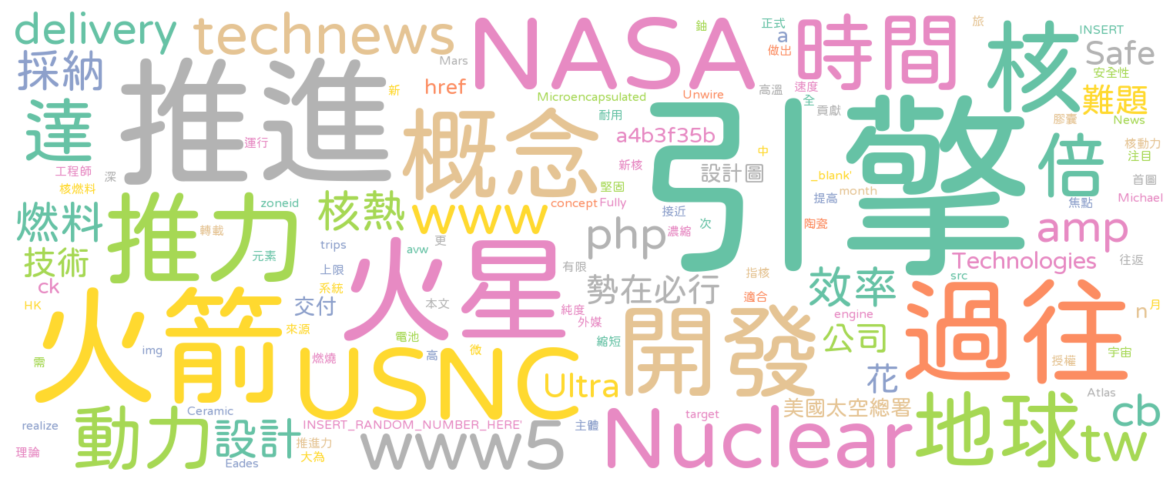 delivery
technews
NASA
時間
核
引擎
推進
概念
火星
火箭
USNC
開發
過往
Nuclear
地球
推力
www
www5
達
採納
燃料
技術
動力
設計
核熱
php
設計圖
勢在必行
效率
公司
倍
難題
Safe
amp
Technologies
花
美國太空總署
cb
tw
Ultra
交付
ck
href
a4b3f35b
n
a
Mars
新
運行
工程師
核燃料
深
轉載
zoneid
元素
trips
上限
avw
更
系統
本文
HK
來源
img
電池
高
微
燃燒
需
realize
理論
Ceramic
Eades
INSERT_RANDOM_NUMBER_HERE'
推進力
大為
Microencapsulated
耐用
新核
堅固
Fully
concept
接近
濃縮
次
有限
純度
外媒
縮短
主體
target
鈾
正式
做出
旅
INSERT
安全性
速度
全
高溫
Unwire
貢獻
News
膠囊
核動力
注目
中
_blank'
month
首圖
提高
焦點
Michael
陶瓷
往返
src
指核
適合
engine
月
宇宙
授權
Atlas